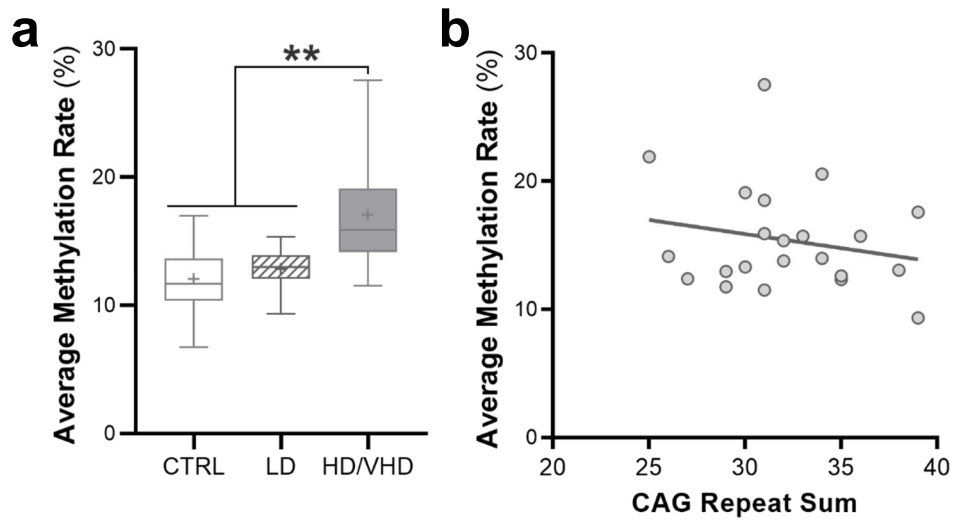 a
Average Methylation Rate (%)
30
20
10
0
**
CTRL
LD
HD/VHD
b
Average Methylation Rate (%)
30
20
10
0
20
25
30
35
40
CAG Repeat Sum